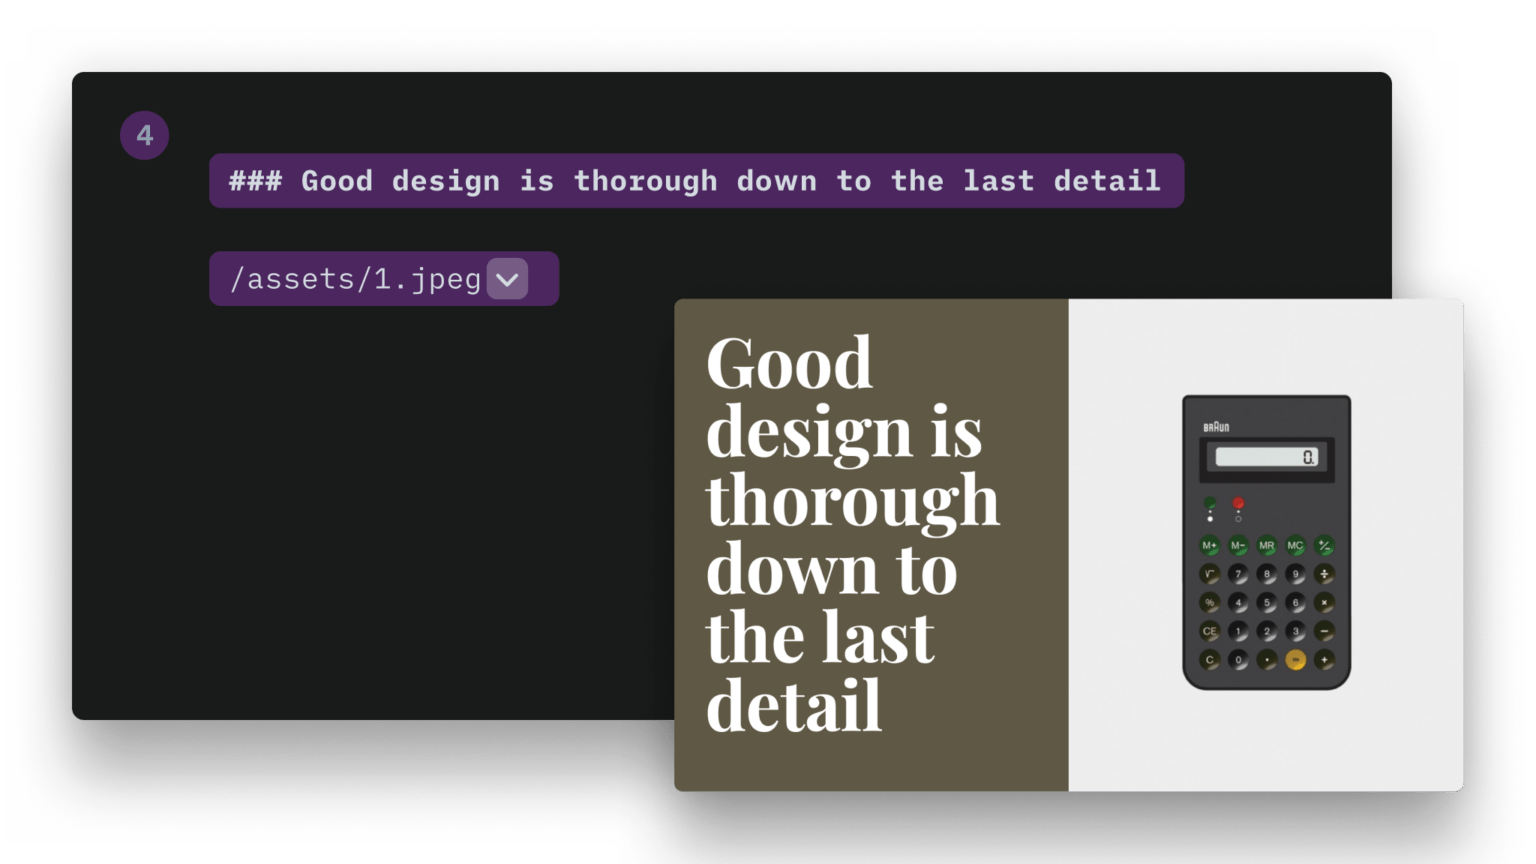 4
### Good design is thorough down to the last detail
/assets/1.jpeg
Good
design is
thorough
down to
the last
detail
BRAUN
0.
M+ M- MR MC +/-
√ 7 8 9 ÷
% 4 5 6 ×
CE 1 2 3 −
C 0 · = +